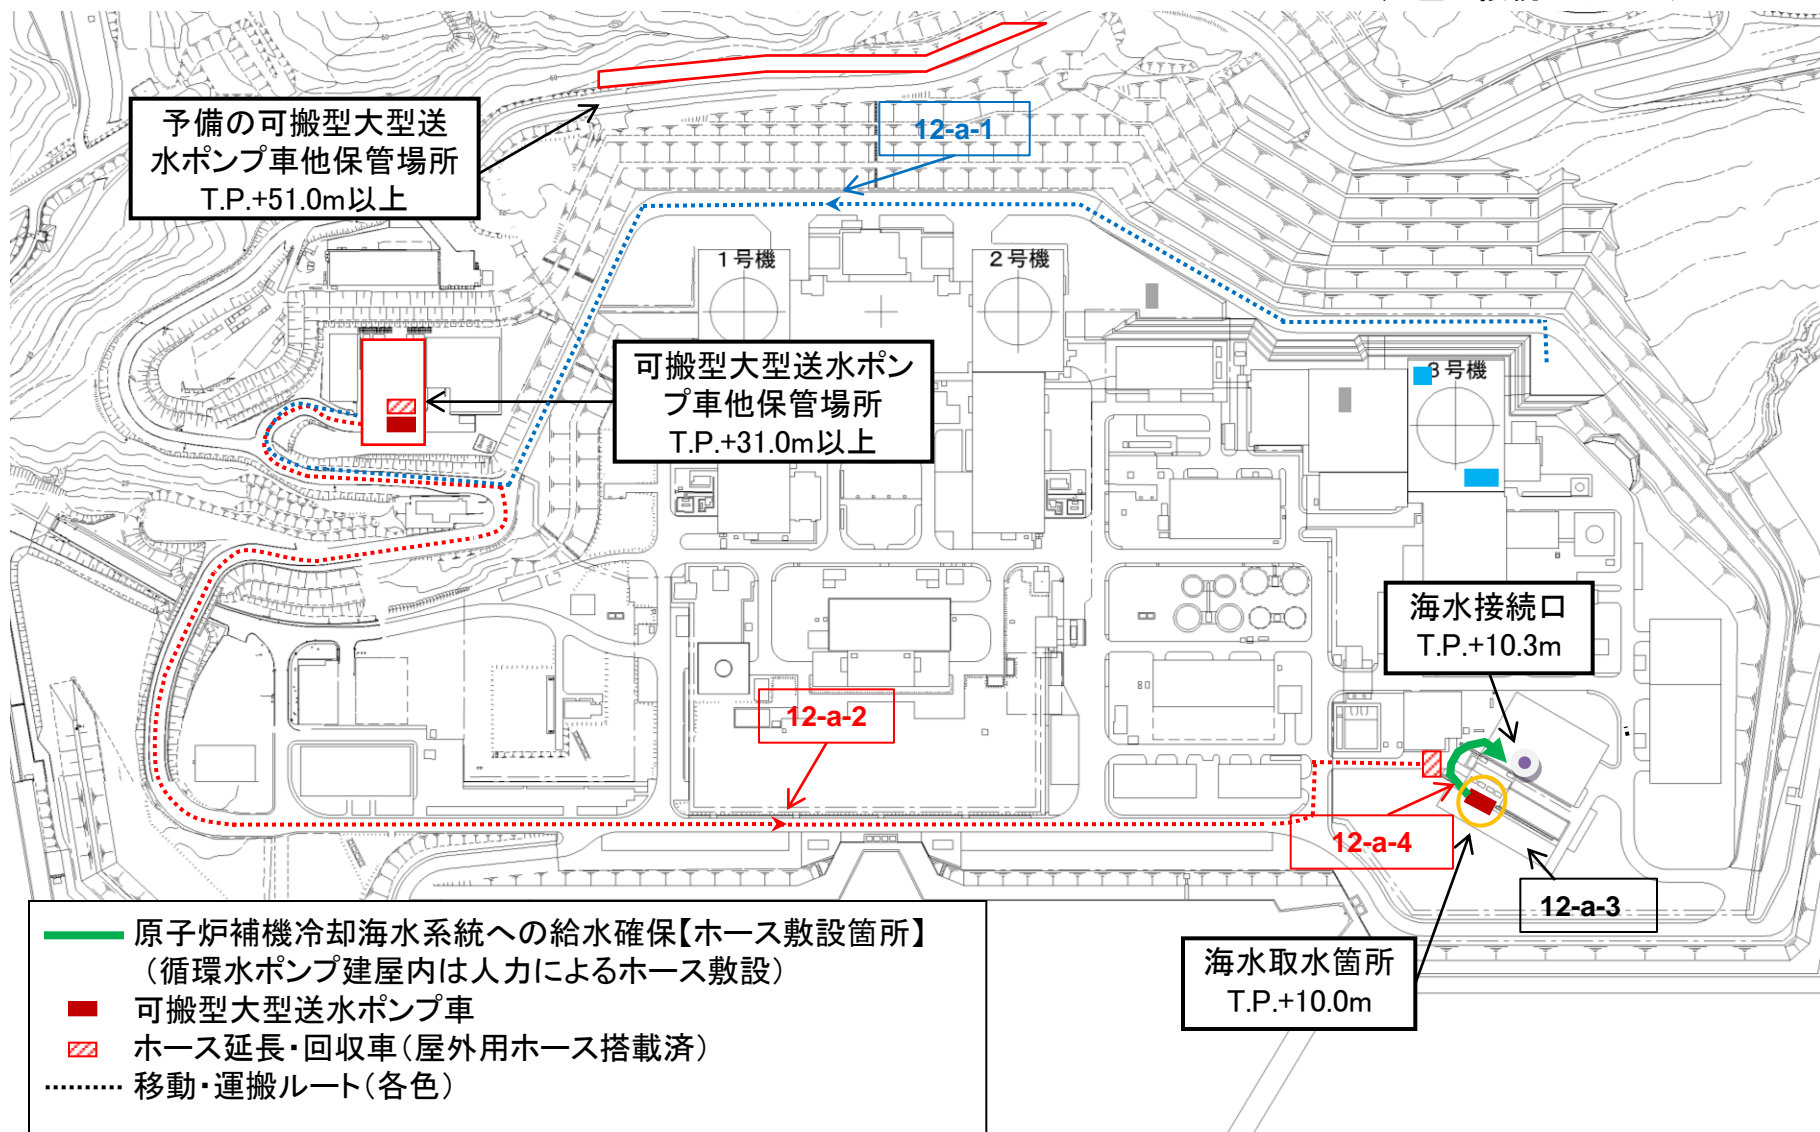 予備の可搬型大型送
水ポンプ車他保管場所
T.P.+51.0m以上
12-a-1
1号機
2号機
可搬型大型送水ポン
プ車他保管場所
T.P.+31.0m以上
3号機
海水接続口
T.P.+10.3m
12-a-2
12-a-4
12-a-3
海水取水箇所
T.P.+10.0m
原子炉補機冷却海水系統への給水確保【ホース敷設箇所】
（循環水ポンプ建屋内は人力によるホース敷設）
可搬型大型送水ポンプ車
ホース延長・回収車（屋外用ホース搭載済）
移動・運搬ルート（各色）